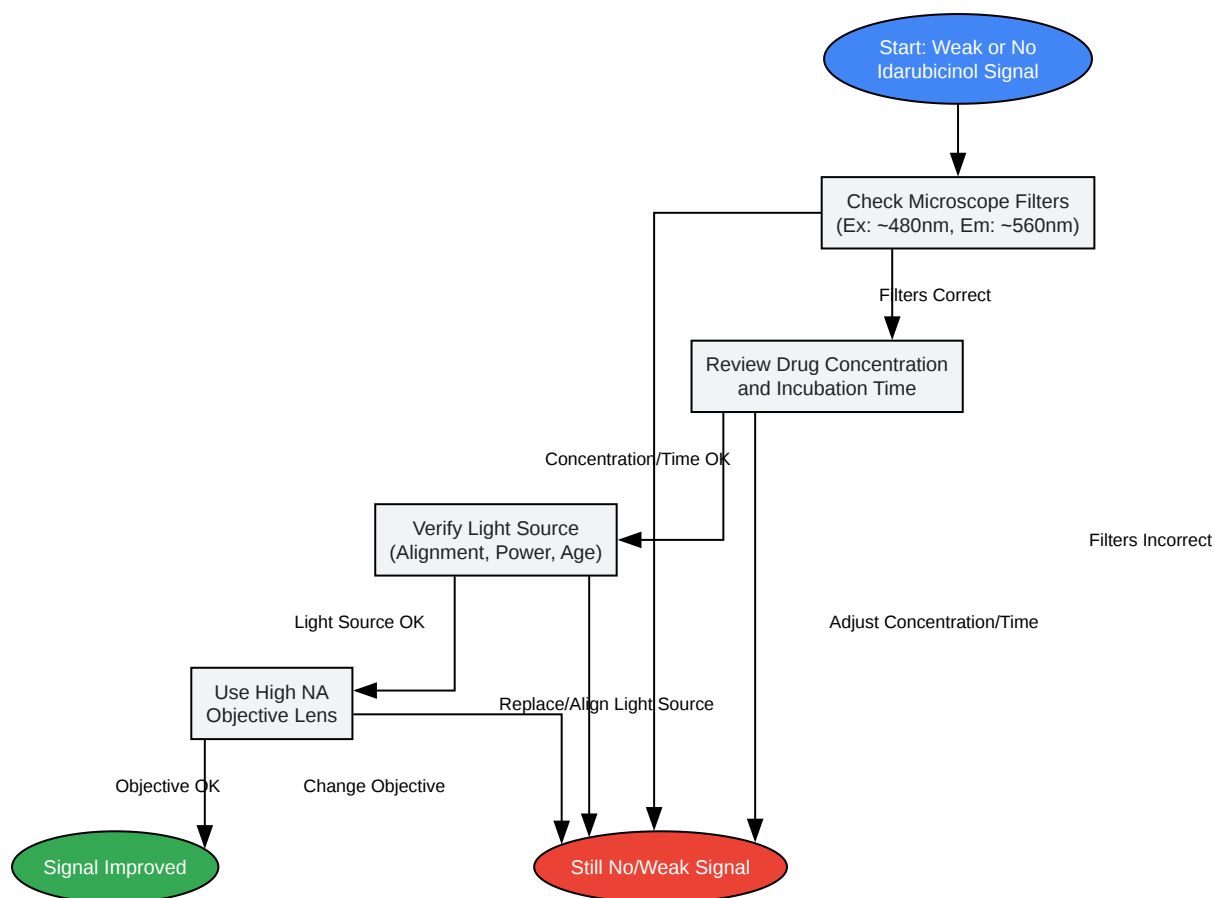 Start: Weak or No
Idarubicinol Signal
Check Microscope Filters
(Ex: ~480nm, Em: ~560nm)
Filters Correct
Review Drug Concentration
and Incubation Time
Concentration/Time OK
Verify Light Source
(Alignment, Power, Age)
Filters Incorrect
Light Source OK
Adjust Concentration/Time
Use High NA
Objective Lens
Replace/Align Light Source
Objective OK
Change Objective
Signal Improved
Still No/Weak Signal